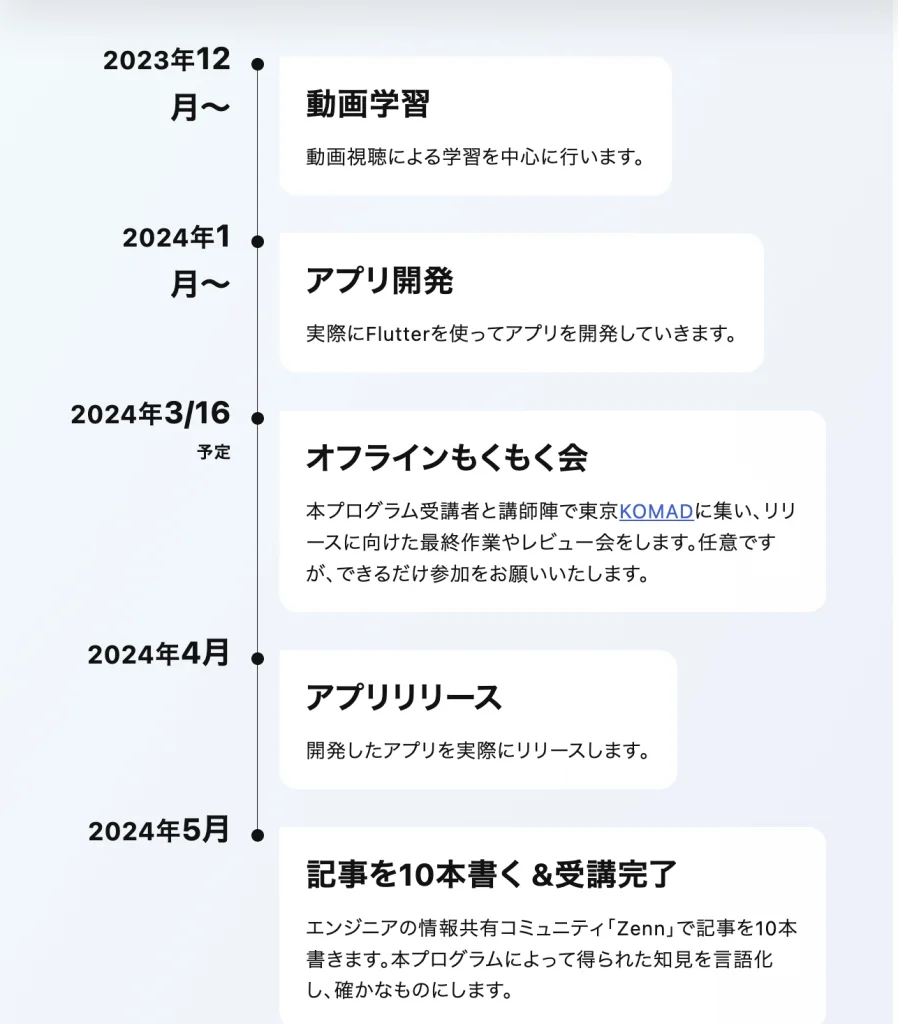 2023年12
月〜
動画学習
動画視聴による学習を中心に行います。
2024年1
月〜
アプリ開発
実際にFlutterを使ってアプリを開発していきます。
2024年3/16
予定
オフラインもくもく会
本プログラム受講者と講師陣で東京KOMADに集い、リリ
ースに向けた最終作業やレビュー会をします。任意です
が、できるだけ参加をお願いいたします。
2024年4月
アプリリリース
開発したアプリを実際にリリースします。
2024年5月
記事を10本書く &受講完了
エンジニアの情報共有コミュニティ「Zenn」で記事を10本
書きます。本プログラムによって得られた知見を言語化
し、確かなものにします。